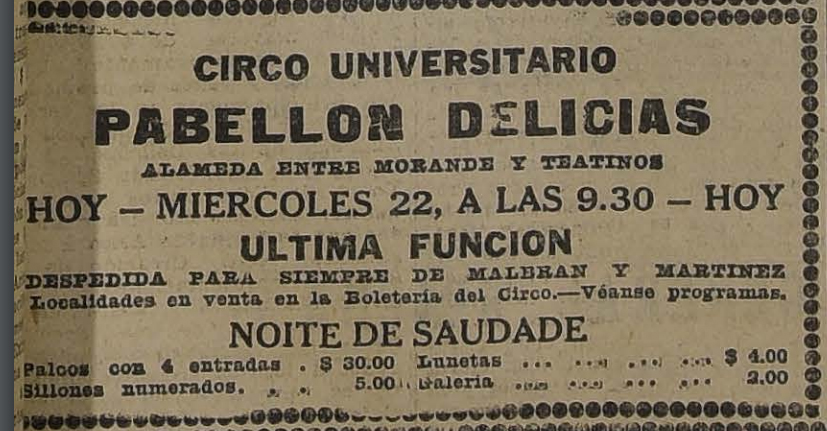 CIRCO UNIVERSITARIO
PABELLON DELICIAS
ALAMEDA ENTRE MORANDE Y TEATINOS
HOY — MIERCOLES 22, A LAS 9.30 — HOY
ULTIMA FUNCION
DESPEDIDA PARA SIEMPRE DE MALBRAN Y MARTINEZ
Localidades en venta en la Boletería del Circo.—Véanse programas.
NOITE DE SAUDADE
Palcos con 4 entradas . $ 30.00 Lunetas ... ... ... ... $ 4.00
Sillones numerados. . . 5.00 Galería ... ... ... ... 2.00